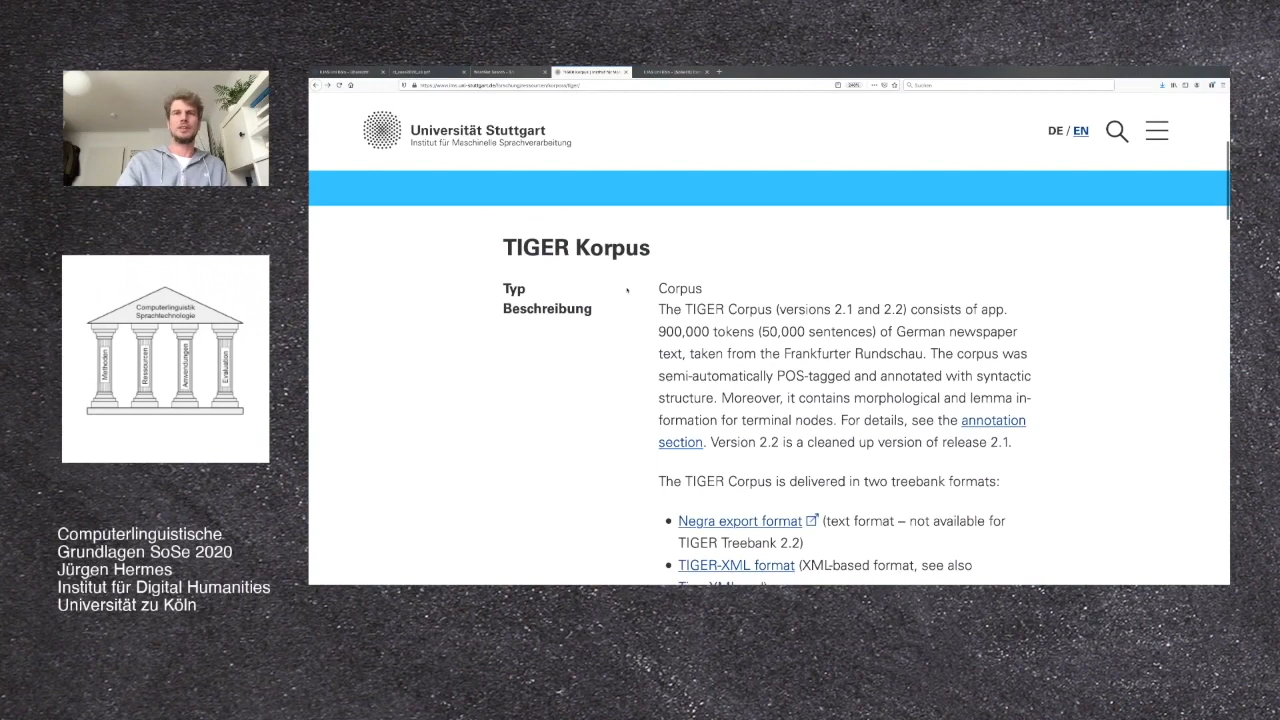 Universität Stuttgart
Institut für Maschinelle Sprachverarbeitung
DE / EN
TIGER Korpus
Typ
Corpus
Beschreibung
The TIGER Corpus (versions 2.1 and 2.2) consists of app.
900,000 tokens (50,000 sentences) of German newspaper
text, taken from the Frankfurter Rundschau. The corpus was
semi-automatically POS-tagged and annotated with syntactic
structure. Moreover, it contains morphological and lemma in-
formation for terminal nodes. For details, see the annotation
section. Version 2.2 is a cleaned up version of release 2.1.
The TIGER Corpus is delivered in two treebank formats:
Negra export format (text format – not available for
TIGER Treebank 2.2)
TIGER-XML format (XML-based format, see also
Computerlinguistik
Sprachtechnologie
Methoden
Ressourcen
Anwendungen
Evaluation
Computerlinguistische
Grundlagen SoSe 2020
Jürgen Hermes
Institut für Digital Humanities
Universität zu Köln